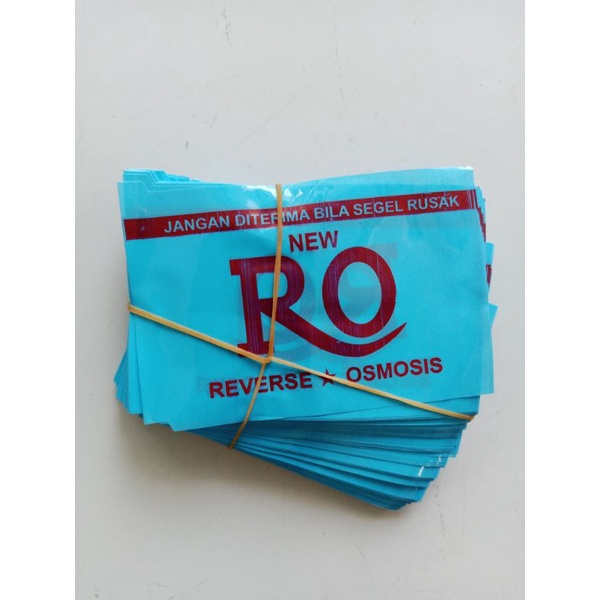 JANGAN DITERIMA BILA SEGEL RUSAK
NEW
RO
REVERSE ★ OSMOSIS